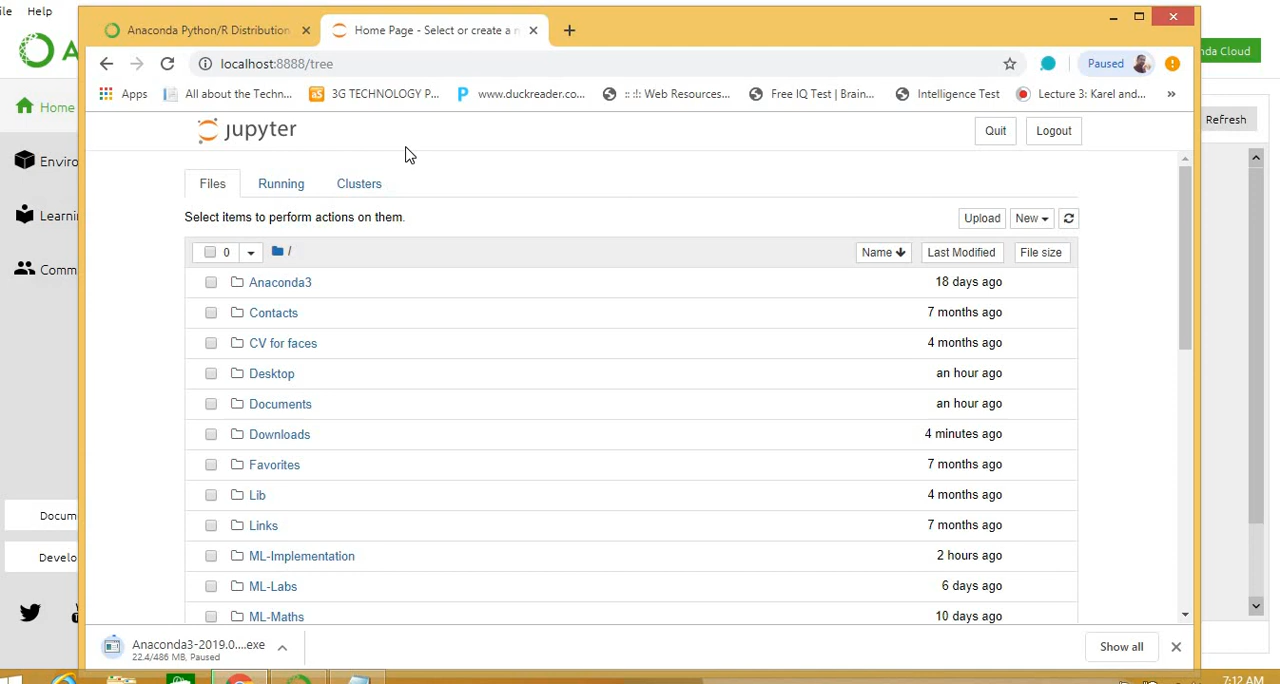 ile Help
Anaconda Python/R Distribution
Home Page - Select or create a n
nda Cloud
localhost:8888/tree
Paused
Apps All about the Techn... 3G TECHNOLOGY P... www.duckreader.co... :: .:!: Web Resources... Free IQ Test | Brain... Intelligence Test Lecture 3: Karel and... »
A
Home
Enviro
Learni
Comm
Docum
Develo
Refresh
jupyter
Quit
Logout
Files Running Clusters
Select items to perform actions on them.
Upload New
0 /
Name Last Modified File size
Anaconda3 18 days ago
Contacts 7 months ago
CV for faces 4 months ago
Desktop an hour ago
Documents an hour ago
Downloads 4 minutes ago
Favorites 7 months ago
Lib 4 months ago
Links 7 months ago
ML-Implementation 2 hours ago
ML-Labs 6 days ago
ML-Maths 10 days ago
Anaconda3-2019.0....exe
22.4/486 MB, Paused
Show all
7:12 AM